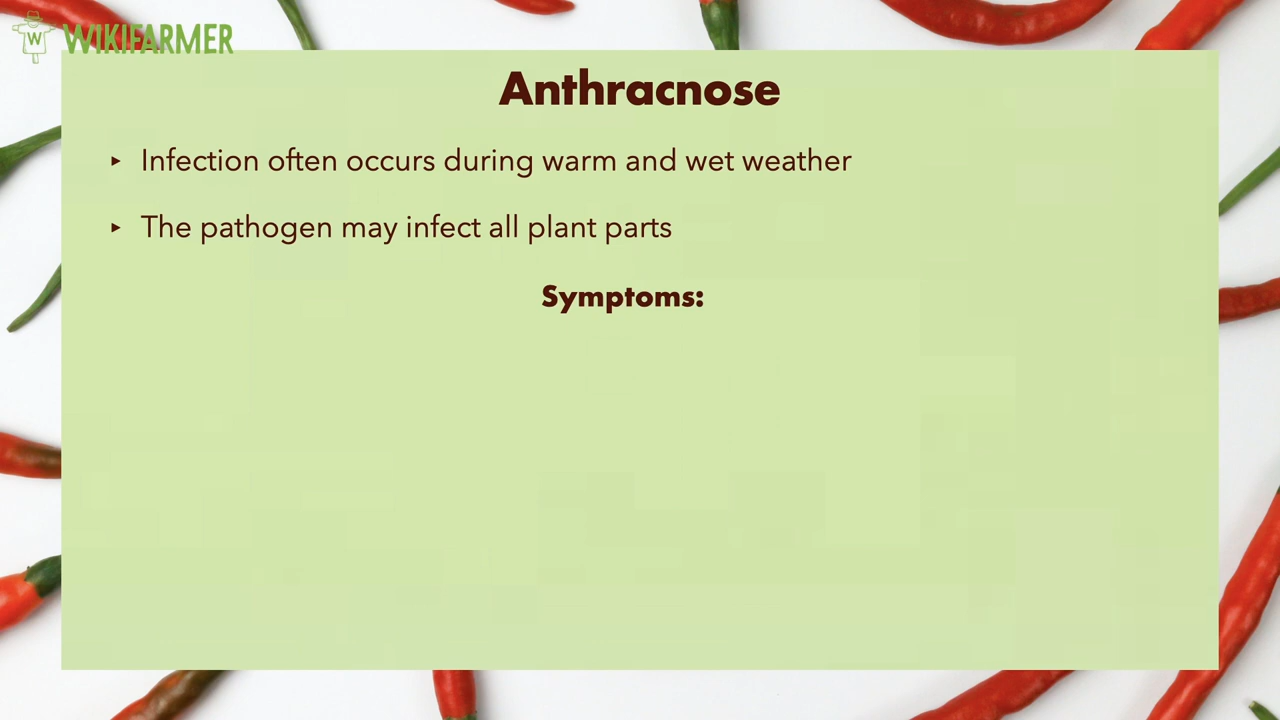 WIKIFARMER
Anthracnose
‣ Infection often occurs during warm and wet weather
‣ The pathogen may infect all plant parts
Symptoms: